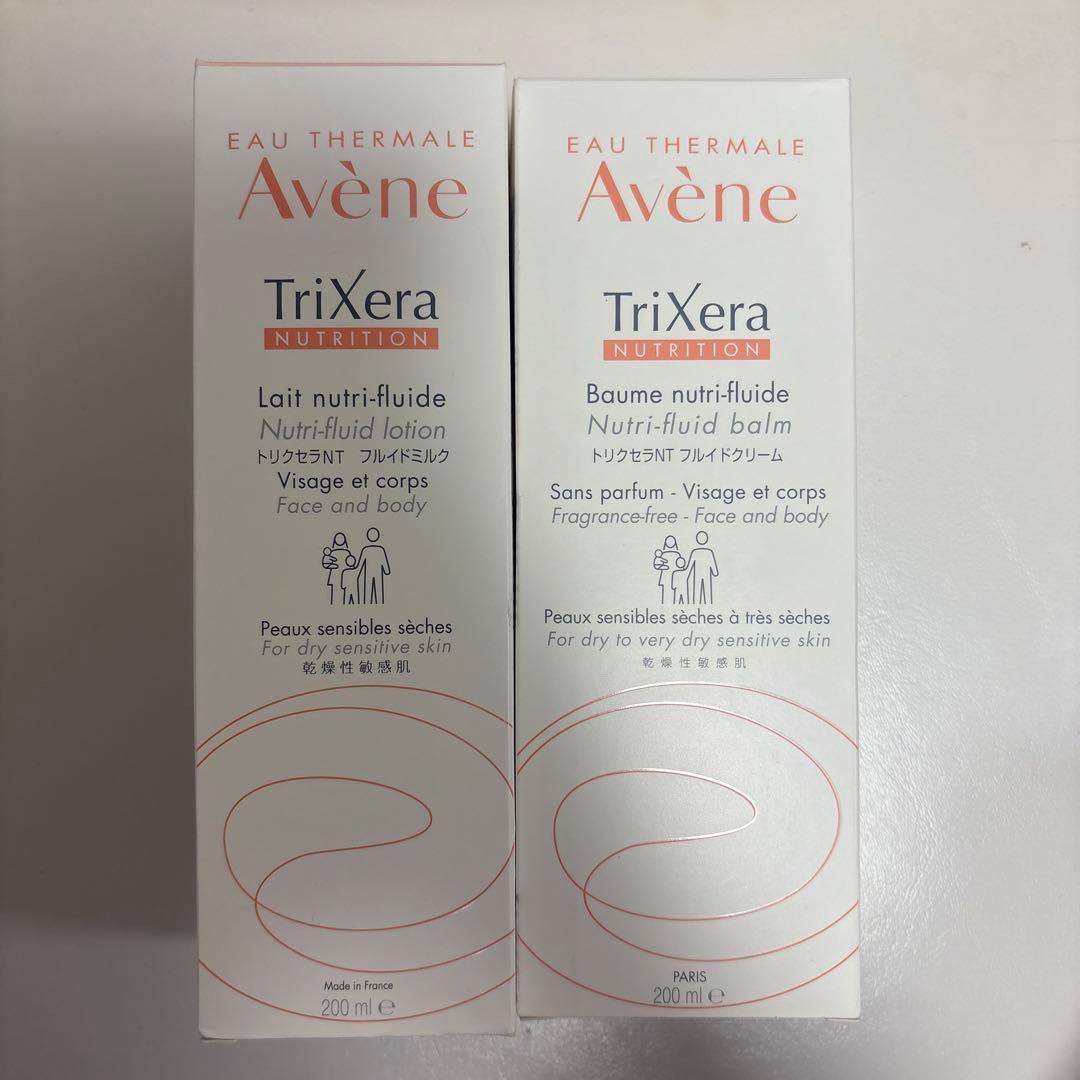 EAU THERMALE
Avène
TriXera
NUTRITION
Lait nutri-fluide
Nutri-fluid lotion
トリクセラNT フルイドミルク
Visage et corps
Face and body
Peaux sensibles sèches
For dry sensitive skin
乾燥性敏感肌
Made in France
200 ml ℮
EAU THERMALE
Avène
TriXera
NUTRITION
Baume nutri-fluide
Nutri-fluid balm
トリクセラNT フルイドクリーム
Sans parfum - Visage et corps
Fragrance-free - Face and body
Peaux sensibles sèches à très sèches
For dry to very dry sensitive skin
乾燥性敏感肌
PARIS
200 ml ℮